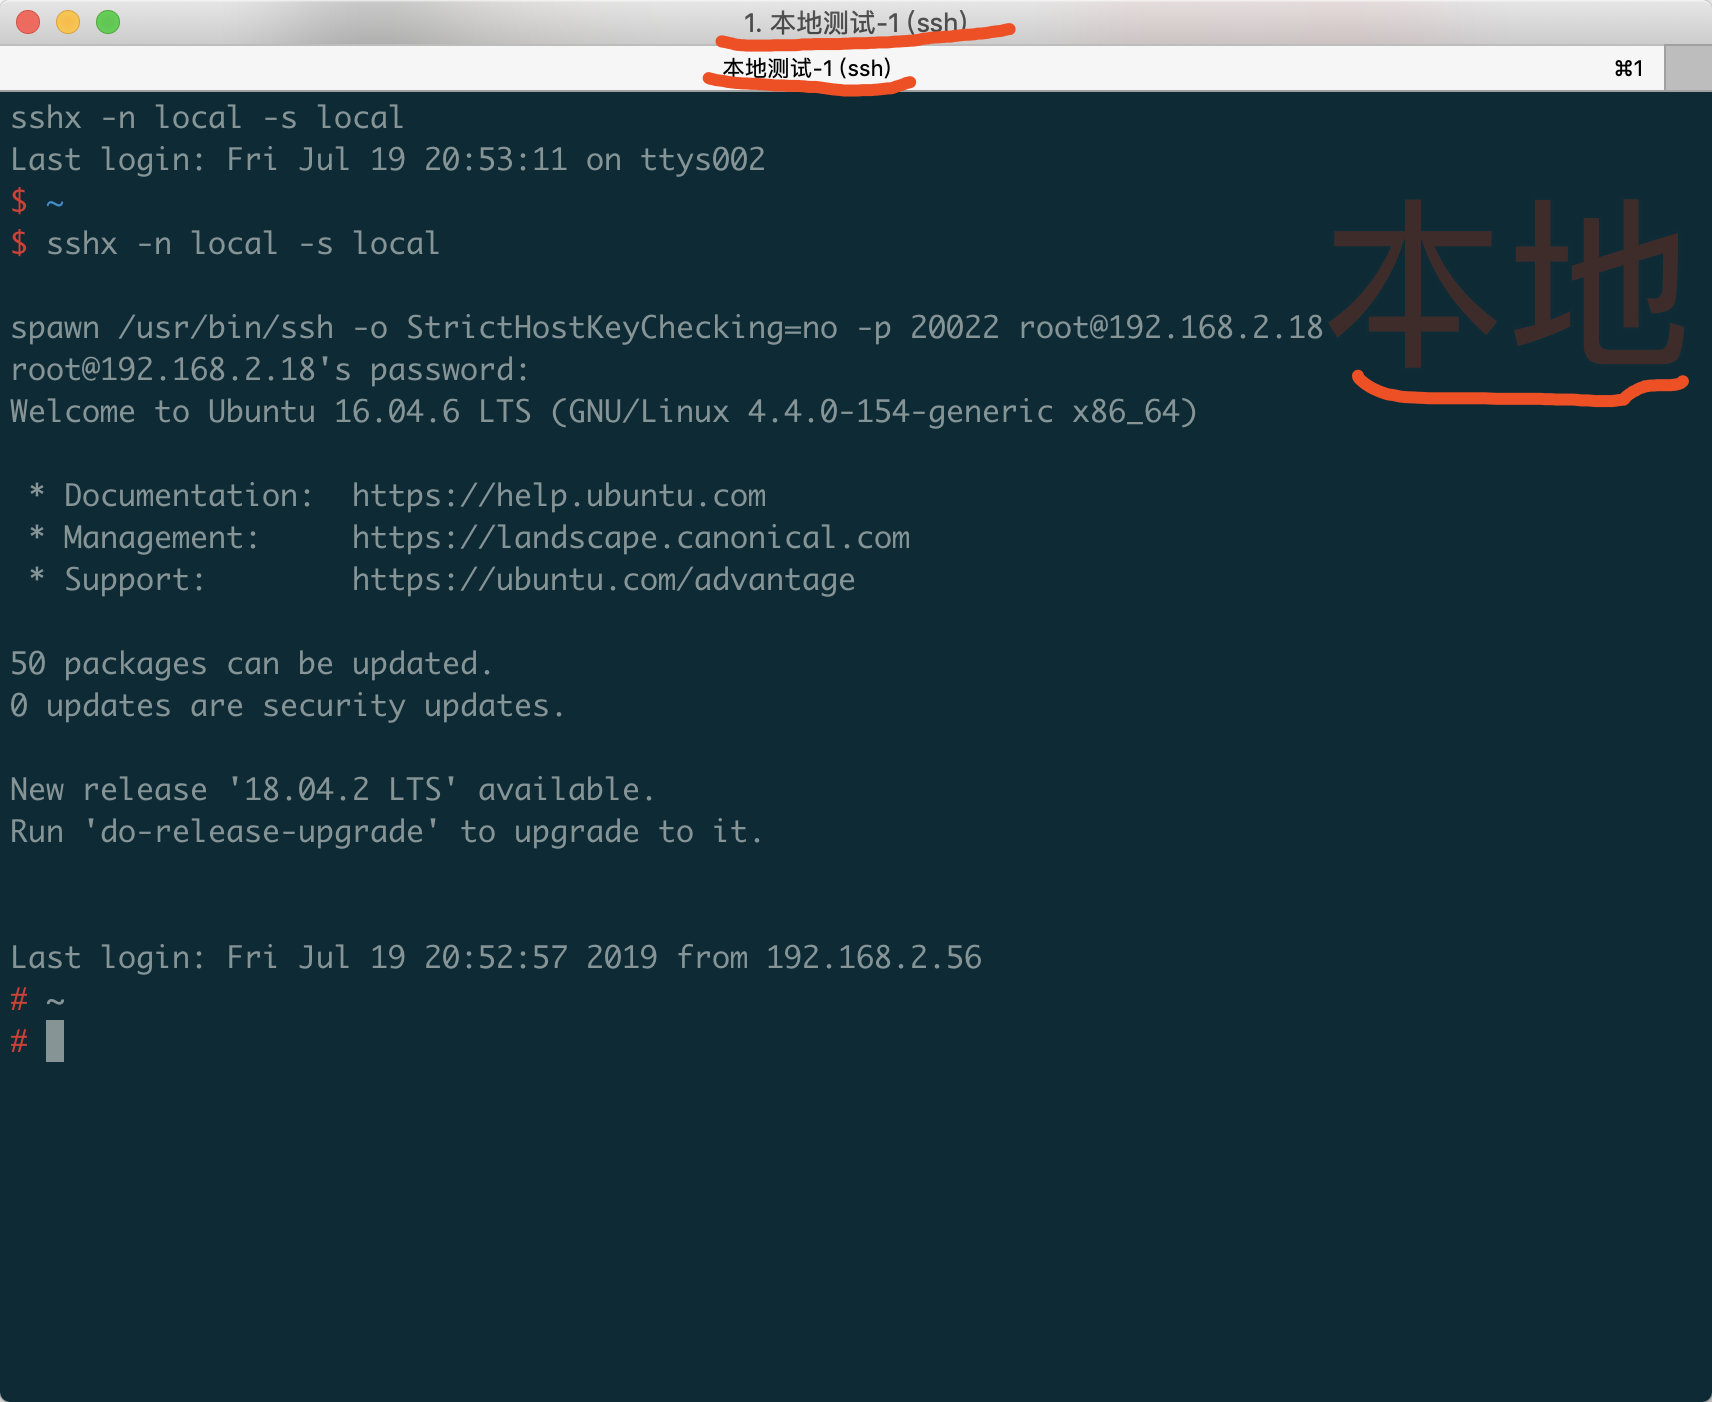 1. 本地测试-1 (ssh)
本地测试-1 (ssh) ⌘1
sshx -n local -s local
Last login: Fri Jul 19 20:53:11 on ttys002
$ ~
$ sshx -n local -s local
本地
spawn /usr/bin/ssh -o StrictHostKeyChecking=no -p 20022 root@192.168.2.18
root@192.168.2.18's password:
Welcome to Ubuntu 16.04.6 LTS (GNU/Linux 4.4.0-154-generic x86_64)
* Documentation:  https://help.ubuntu.com
* Management:     https://landscape.canonical.com
* Support:        https://ubuntu.com/advantage
50 packages can be updated.
0 updates are security updates.
New release '18.04.2 LTS' available.
Run 'do-release-upgrade' to upgrade to it.
Last login: Fri Jul 19 20:52:57 2019 from 192.168.2.56
# ~
#